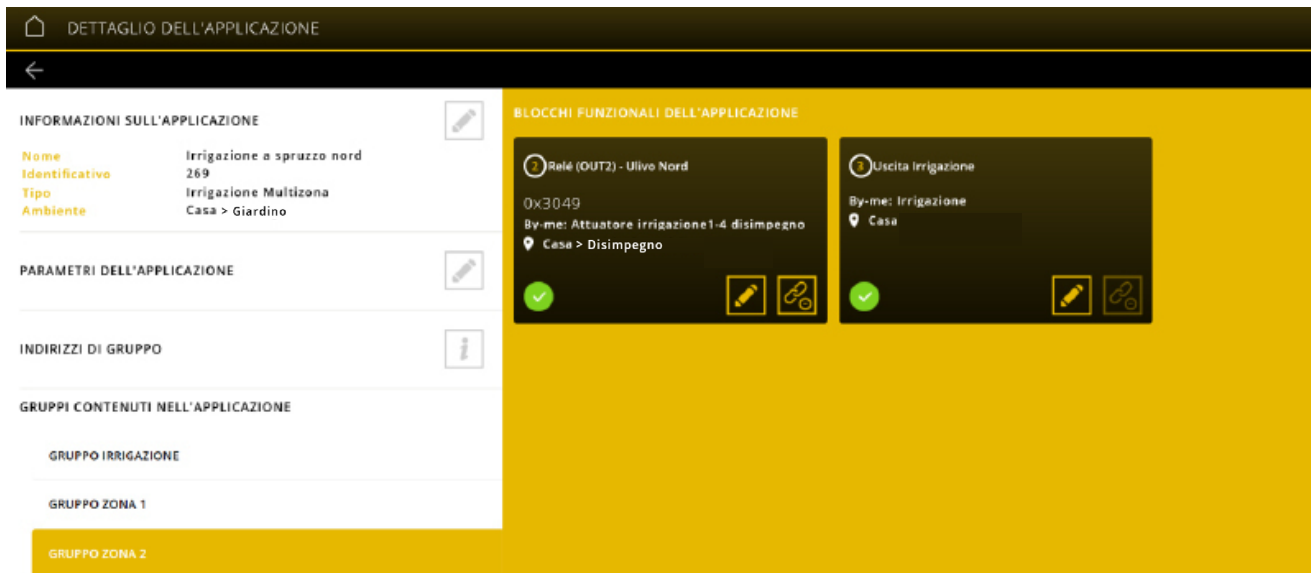 DETTAGLIO DELL'APPLICAZIONE
INFORMAZIONI SULL'APPLICAZIONE
Nome Irrigazione a spruzzo nord
Identificativo 269
Tipo Irrigazione Multizona
Ambiente Casa > Giardino
PARAMETRI DELL'APPLICAZIONE
INDIRIZZI DI GRUPPO
GRUPPI CONTENUTI NELL'APPLICAZIONE
GRUPPO IRRIGAZIONE
GRUPPO ZONA 1
GRUPPO ZONA 2
BLOCCHI FUNZIONALI DELL'APPLICAZIONE
2 Relé (OUT2) - Ulivo Nord
0x3049
By-me: Attuatore irrigazione1-4 disimpegno
Casa > Disimpegno
3 Uscita Irrigazione
By-me: Irrigazione
Casa